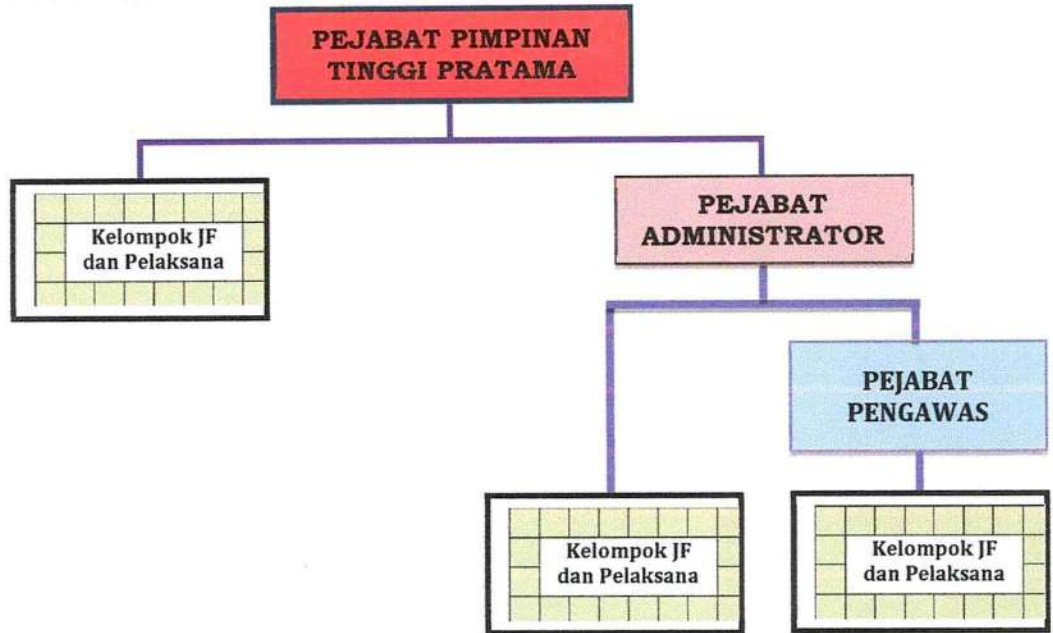 PEJABAT PIMPINAN
TINGGI PRATAMA
Kelompok JF
dan Pelaksana
PEJABAT
ADMINISTRATOR
PEJABAT
PENGAWAS
Kelompok JF
dan Pelaksana
Kelompok JF
dan Pelaksana